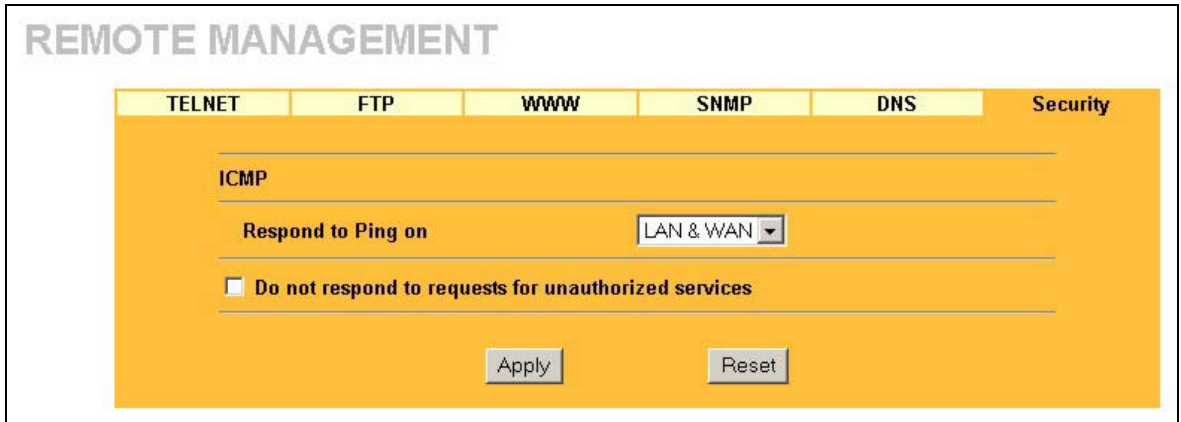 REMOTE MANAGEMENT
TELNET FTP WWW SNMP DNS Security
ICMP
Respond to Ping on LAN & WAN
Do not respond to requests for unauthorized services
Apply Reset